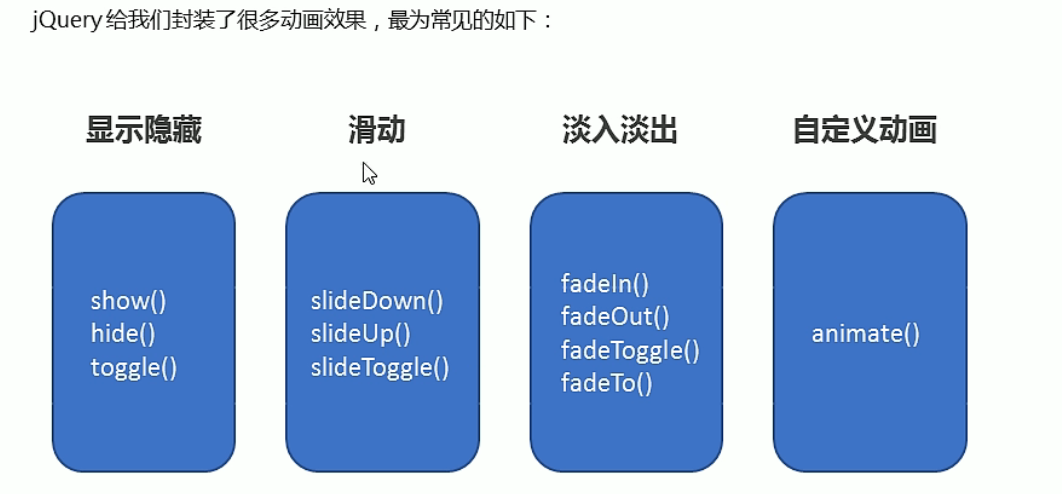 jQuery 给我们封装了很多动画效果，最为常见的如下：
显示隐藏
show()
hide()
toggle()
滑动
slideDown()
slideUp()
slideToggle()
淡入淡出
fadeIn()
fadeOut()
fadeToggle()
fadeTo()
自定义动画
animate()